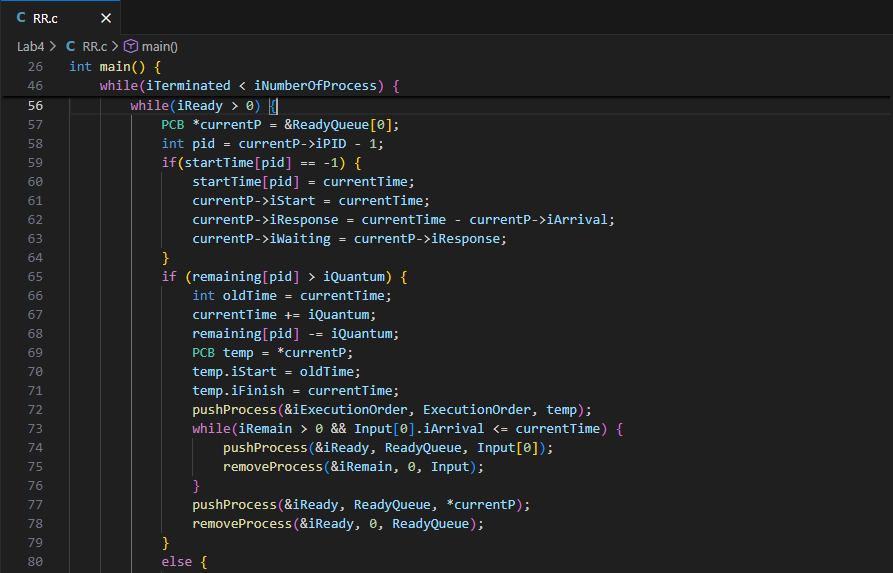 C RR.c ×
Lab4 > C RR.c > main()
26 int main() {
46     while(iTerminated < iNumberOfProcess) {
56         while(iReady > 0) {
57             PCB *currentP = &ReadyQueue[0];
58             int pid = currentP->iPID - 1;
59             if(startTime[pid] == -1) {
60                 startTime[pid] = currentTime;
61                 currentP->iStart = currentTime;
62                 currentP->iResponse = currentTime - currentP->iArrival;
63                 currentP->iWaiting = currentP->iResponse;
64             }
65             if (remaining[pid] > iQuantum) {
66                 int oldTime = currentTime;
67                 currentTime += iQuantum;
68                 remaining[pid] -= iQuantum;
69                 PCB temp = *currentP;
70                 temp.iStart = oldTime;
71                 temp.iFinish = currentTime;
72                 pushProcess(&iExecutionOrder, ExecutionOrder, temp);
73                 while(iRemain > 0 && Input[0].iArrival <= currentTime) {
74                     pushProcess(&iReady, ReadyQueue, Input[0]);
75                     removeProcess(&iRemain, 0, Input);
76                 }
77                 pushProcess(&iReady, ReadyQueue, *currentP);
78                 removeProcess(&iReady, 0, ReadyQueue);
79             }
80             else {